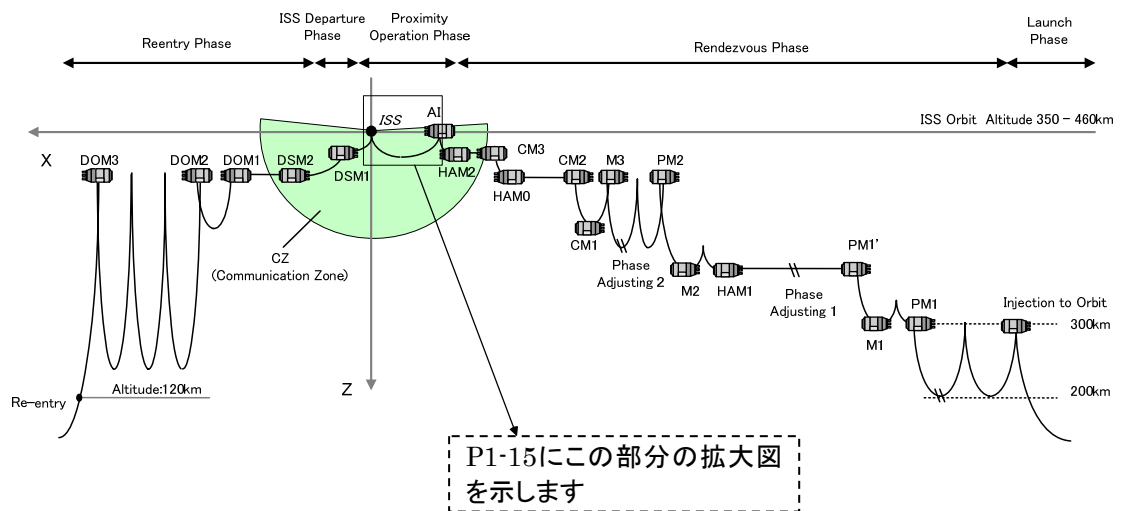 Reentry Phase
ISS Departure
Phase
Proximity
Operation Phase
Rendezvous Phase
Launch
Phase
ISS
AI
ISS Orbit Altitude 350 - 460km
X
DOM3
DOM2
DOM1
DSM2
DSM1
HAM2
CM3
HAM0
CM2
M3
PM2
CM1
CZ
(Communication Zone)
Phase
Adjusting 2
M2
HAM1
Phase
Adjusting 1
PM1'
M1
PM1
Injection to Orbit
300km
200km
Z
Altitude:120km
Re-entry
P1-15にこの部分の拡大図
を示します